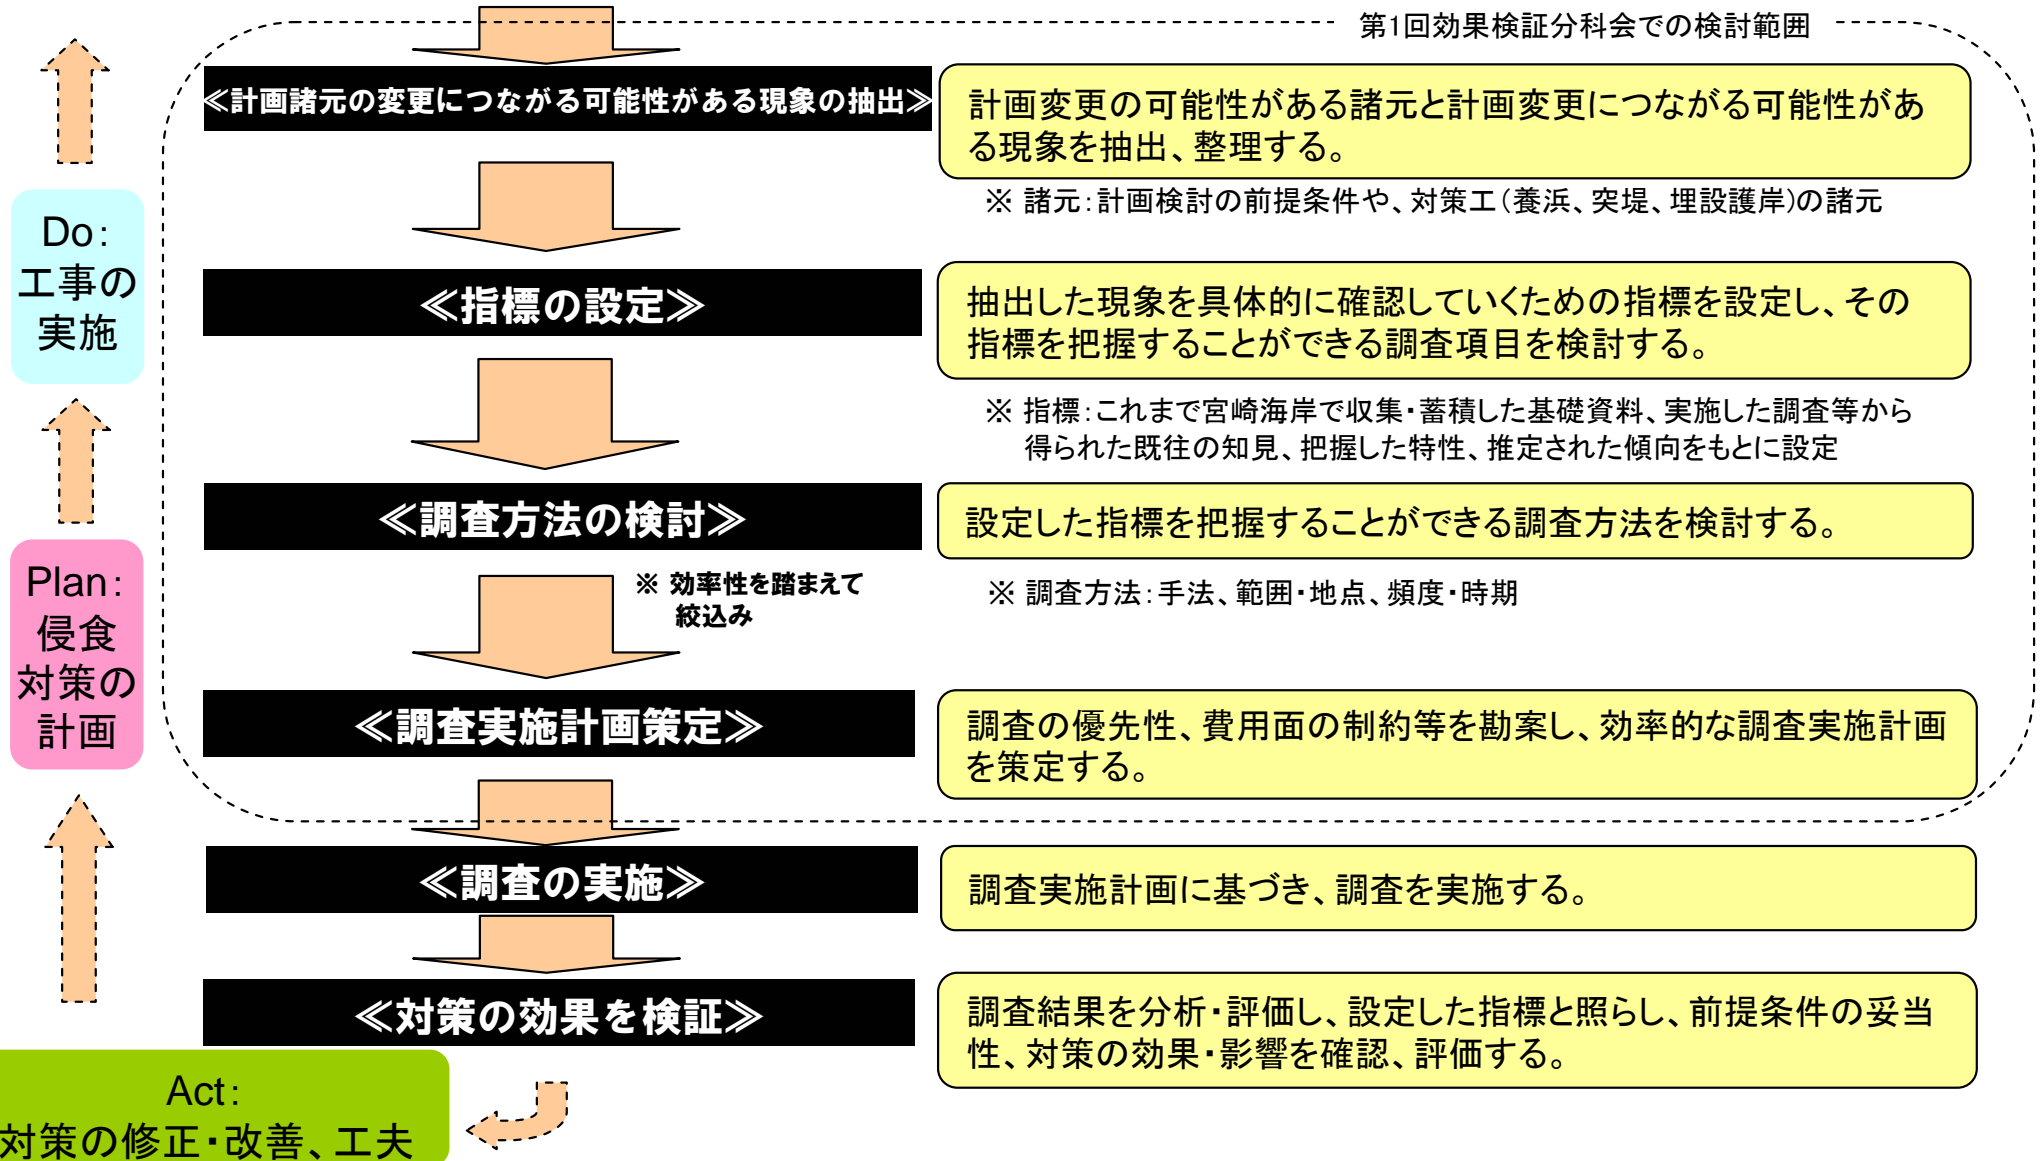 第1回効果検証分科会での検討範囲
≪計画諸元の変更につながる可能性がある現象の抽出≫
計画変更の可能性がある諸元と計画変更につながる可能性があ
る現象を抽出、整理する。
※ 諸元：計画検討の前提条件や、対策工（養浜、突堤、埋設護岸）の諸元
Do：
工事の
実施
≪指標の設定≫
抽出した現象を具体的に確認していくための指標を設定し、その
指標を把握することができる調査項目を検討する。
※ 指標：これまで宮崎海岸で収集・蓄積した基礎資料、実施した調査等から
得られた既往の知見、把握した特性、推定された傾向をもとに設定
≪調査方法の検討≫
設定した指標を把握することができる調査方法を検討する。
※ 効率性を踏まえて
絞込み
※ 調査方法：手法、範囲・地点、頻度・時期
Plan：
侵食
対策の
計画
≪調査実施計画策定≫
調査の優先性、費用面の制約等を勘案し、効率的な調査実施計画
を策定する。
≪調査の実施≫
調査実施計画に基づき、調査を実施する。
≪対策の効果を検証≫
調査結果を分析・評価し、設定した指標と照らし、前提条件の妥当
性、対策の効果・影響を確認、評価する。
Act：
対策の修正・改善、工夫